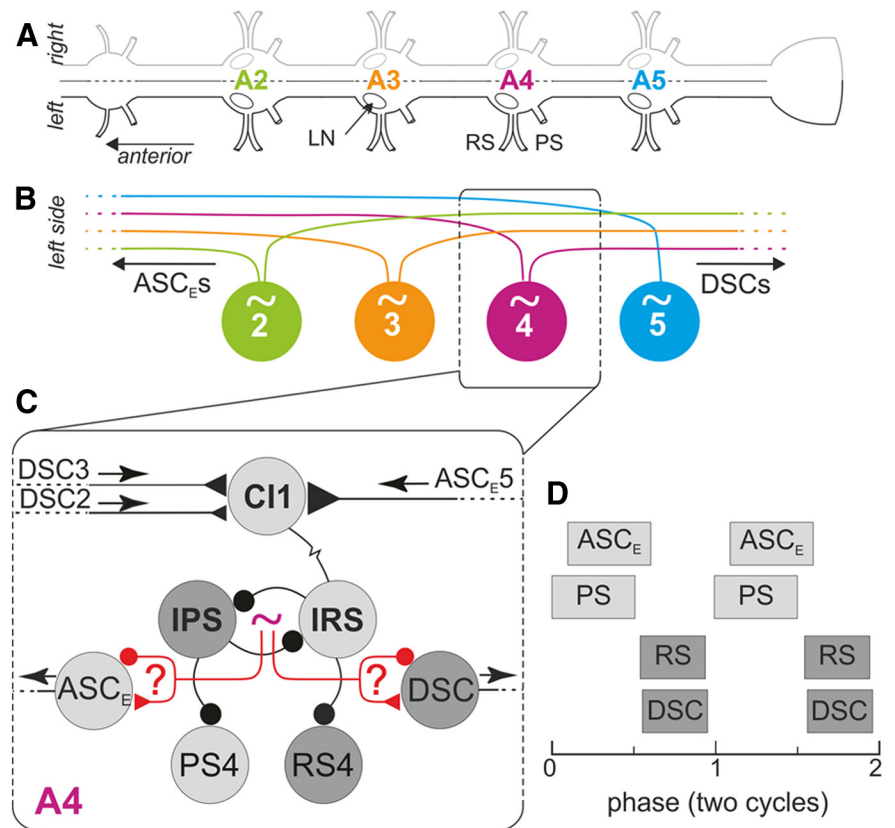 A
right
left
A2 A3 A4 A5
LN
RS PS
anterior
B
left side
ASC_Es
DSCs
~ ~ ~ ~
2 3 4 5
C
DSC3
DSC2
CI1
ASC_E5
IPS
~
IRS
ASC_E
?
?
DSC
PS4
RS4
A4
D
ASC_E ASC_E
PS PS
RS RS
DSC DSC
0 1 2
phase (two cycles)